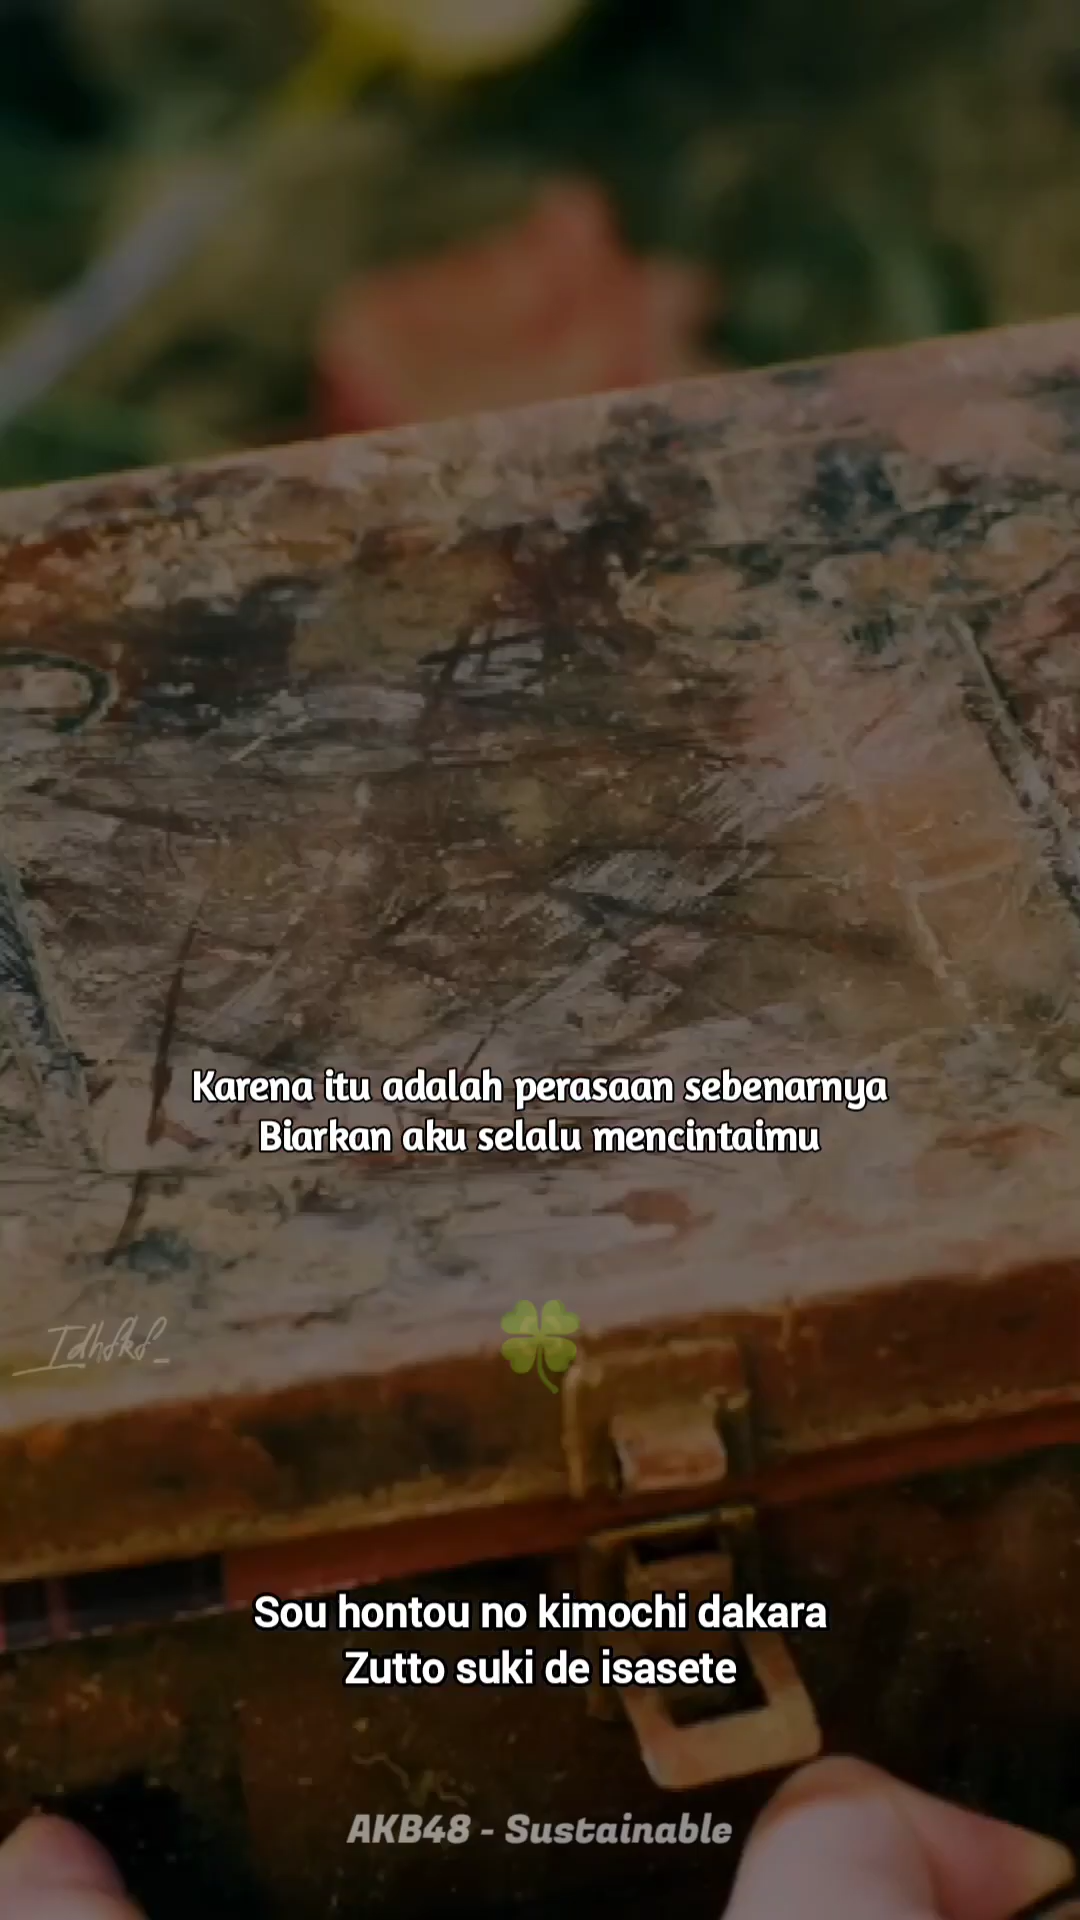 Karena itu adalah perasaan sebenarnya
Biarkan aku selalu mencintaimu
Idhfkf_
Sou hontou no kimochi dakara
Zutto suki de isasete
AKB48 - Sustainable